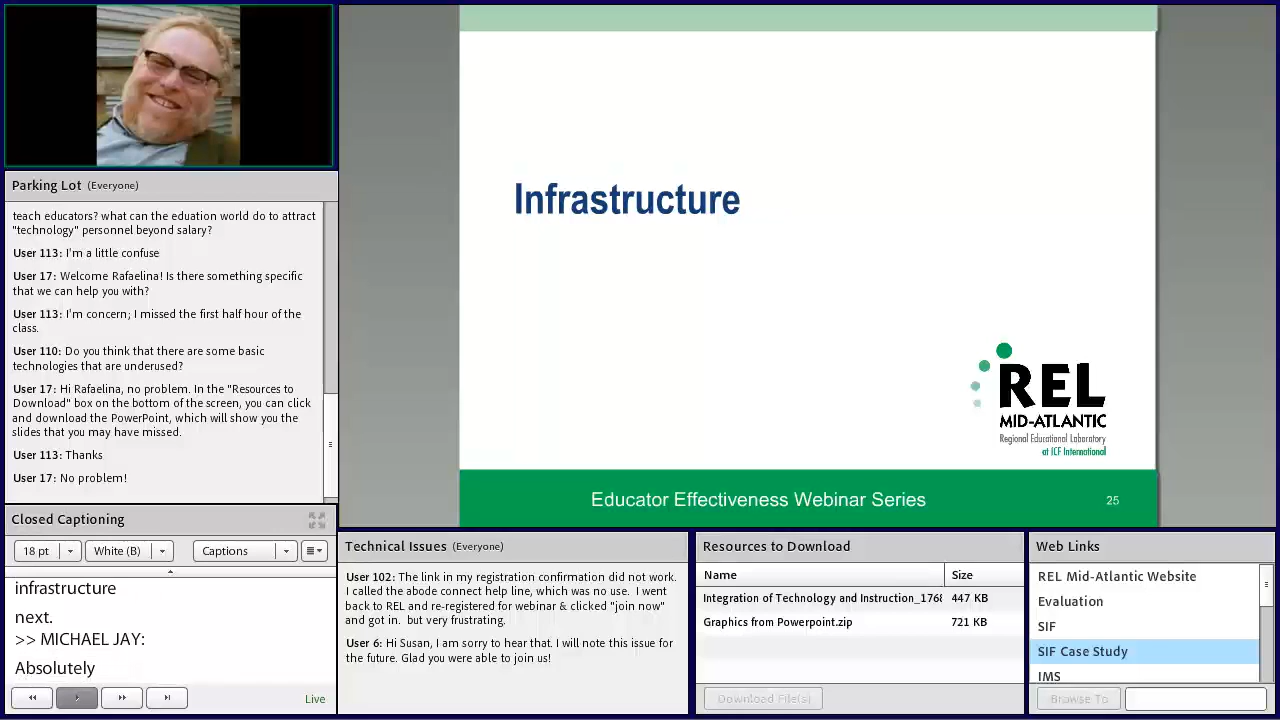 Infrastructure
REL
MID-ATLANTIC
Regional Educational Laboratory
at ICF International
Educator Effectiveness Webinar Series
25
Parking Lot (Everyone)
teach educators? what can the eduation world do to attract
"technology" personnel beyond salary?
User 113: I'm a little confuse
User 17: Welcome Rafaelina! Is there something specific
that we can help you with?
User 113: I'm concern; I missed the first half hour of the
class.
User 110: Do you think that there are some basic
technologies that are underused?
User 17: Hi Rafaelina, no problem. In the "Resources to
Download" box on the bottom of the screen, you can click
and download the PowerPoint, which will show you the
slides that you may have missed.
User 113: Thanks
User 17: No problem!
Closed Captioning
18 pt White (B) Captions
infrastructure
next.
>> MICHAEL JAY:
Absolutely
Live
Technical Issues (Everyone)
User 102: The link in my registration confirmation did not work.
I called the abode connect help line, which was no use. I went
back to REL and re-registered for webinar & clicked "join now"
and got in. but very frustrating.
User 6: Hi Susan, I am sorry to hear that. I will note this issue for
the future. Glad you were able to join us!
Resources to Download
Name Size
Integration of Technology and Instruction_1768 447 KB
Graphics from Powerpoint.zip 721 KB
Download File(s)
Web Links
REL Mid-Atlantic Website
Evaluation
SIF
SIF Case Study
IMS
Browse To